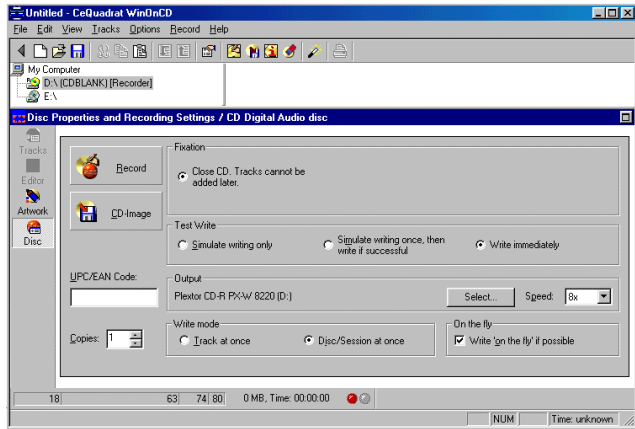 Untitled - CeQuadrat WinOnCD
File Edit View Tracks Options Record Help
My Computer
D:\ (CDBLANK) [Recorder]
E:\
Disc Properties and Recording Settings / CD Digital Audio disc
Tracks
Editor
Artwork
Disc
Record
CD-Image
Fixation
Close CD. Tracks cannot be
added later.
Test Write
Simulate writing only
Simulate writing once, then
write if successful
Write immediately
UPC/EAN Code:
Output
Plextor CD-R PX-W 8220 (D:)
Select...
Speed: 8x
Copies: 1
Write mode
Track at once
Disc/Session at once
On the fly
Write 'on the fly' if possible
18 63 74 80 0 MB, Time: 00:00:00
NUM Time: unknown